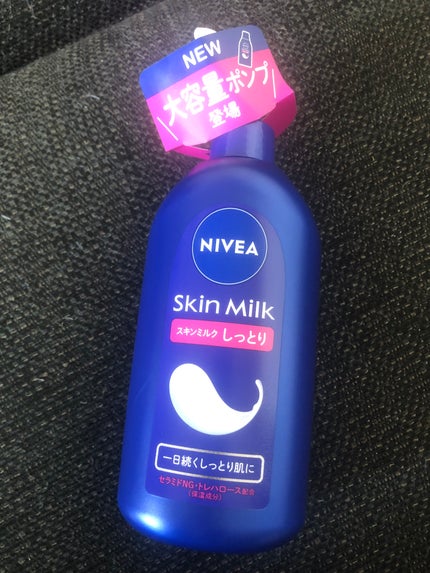 NEW
大容量ポンプ
登場
NIVEA
Skin Milk
スキンミルク しっとり
一日続くしっとり肌に
セラミドNG・トレハロース配合
(保湿成分)